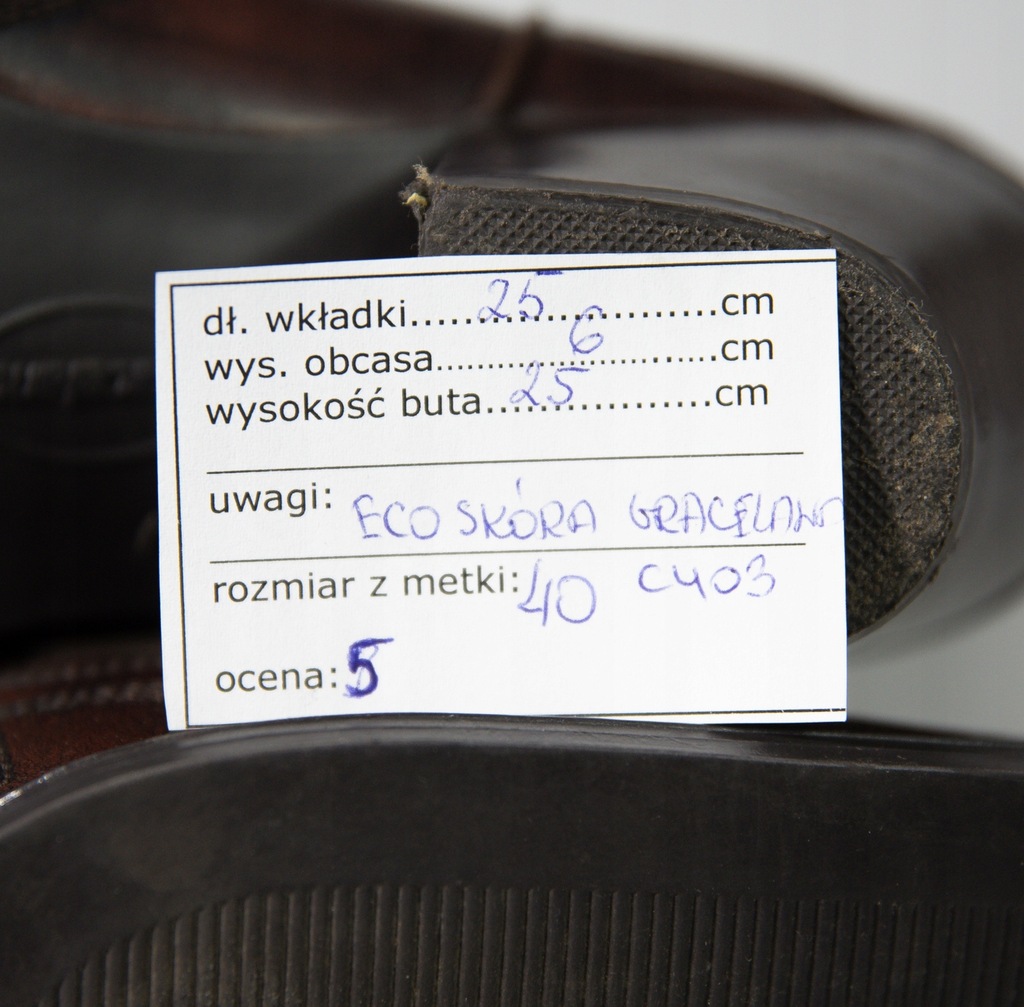 dł. wkładki.....25.....................cm
wys. obcasa..........6..................cm
wysokość buta..25..................cm
uwagi: ECO SKÓRA GRACELAND
rozmiar z metki: 40 C403
ocena: 5